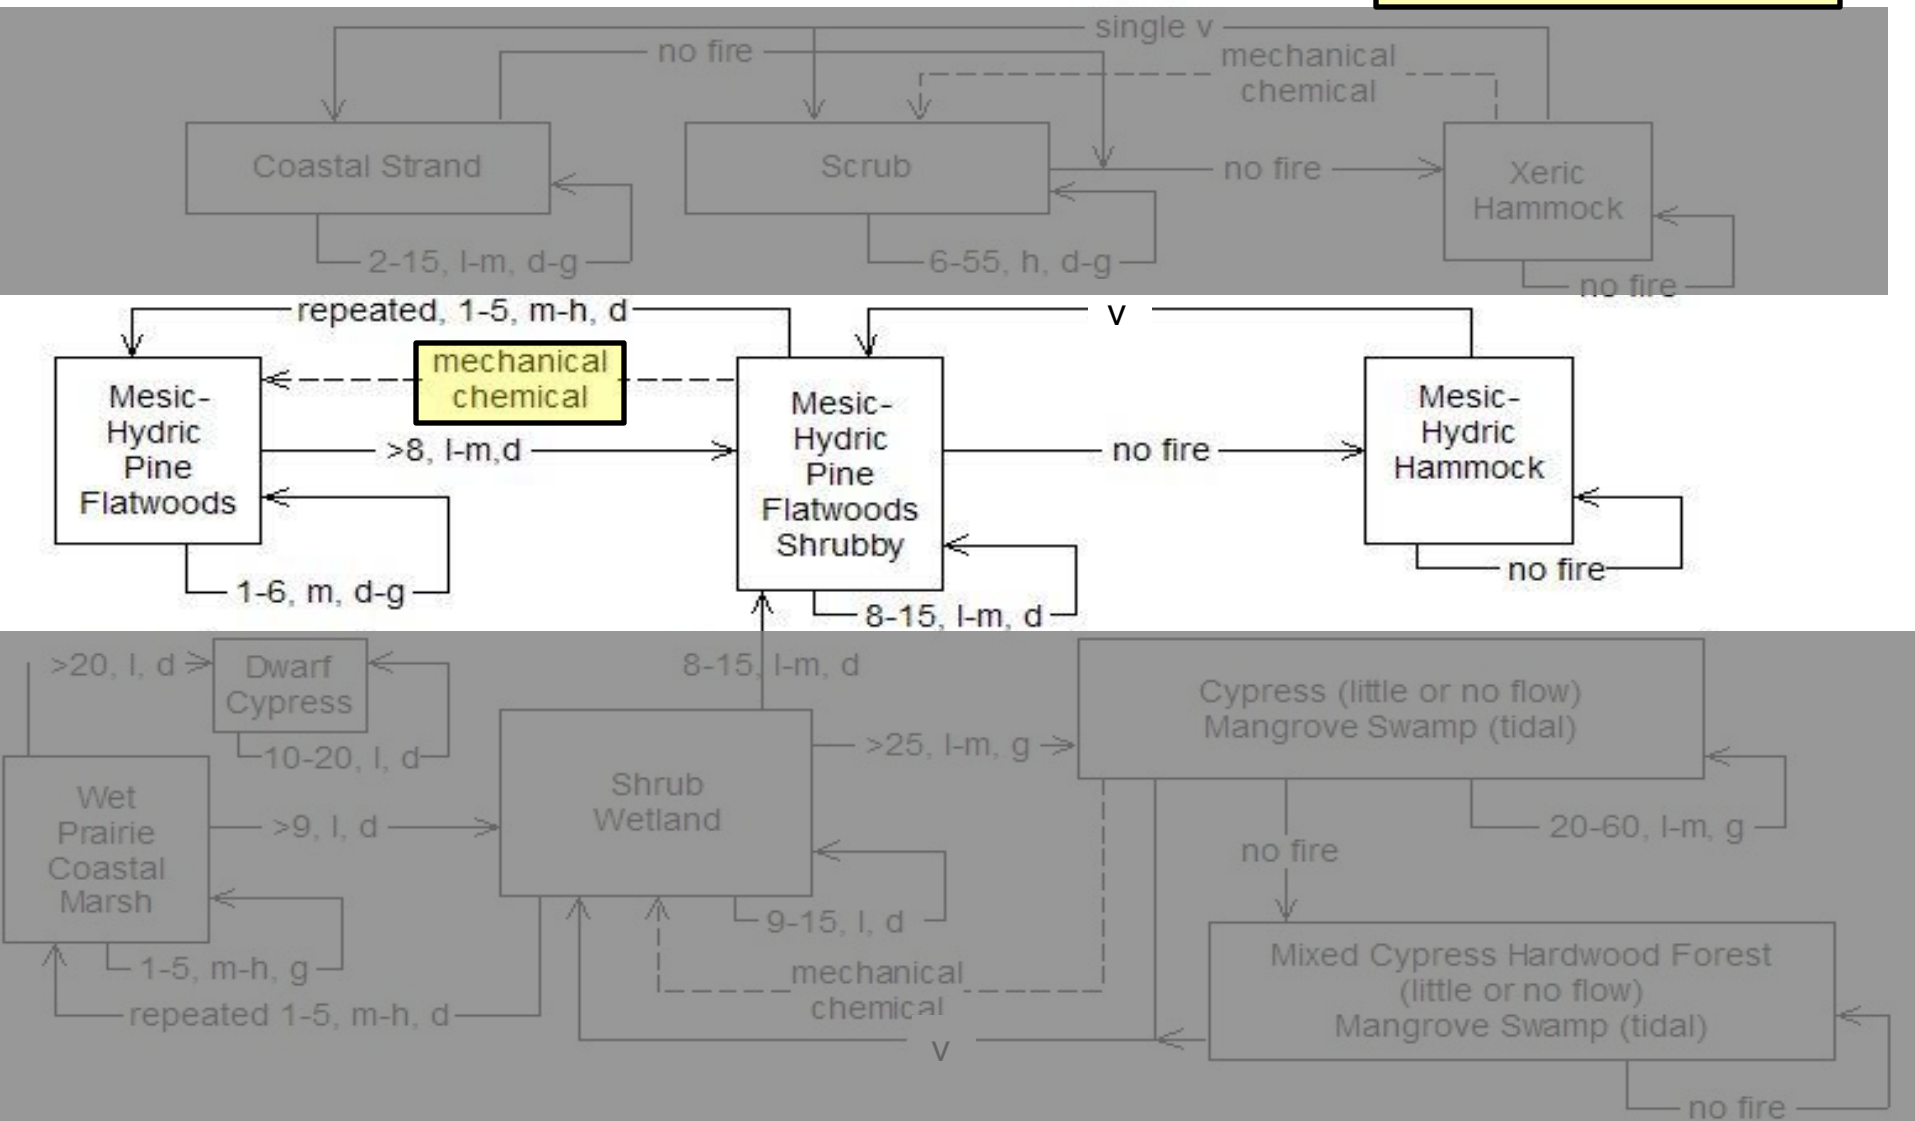 single v
no fire
mechanical
chemical
Coastal Strand
Scrub
no fire
Xeric
Hammock
2-15, l-m, d-g
6-55, h, d-g
no fire
repeated, 1-5, m-h, d
v
mechanical
chemical
Mesic-
Hydric
Pine
Flatwoods
>8, l-m,d
Mesic-
Hydric
Pine
Flatwoods
Shrubby
no fire
Mesic-
Hydric
Hammock
1-6, m, d-g
8-15, l-m, d
no fire
>20, l, d
Dwarf
Cypress
8-15, l-m, d
Cypress (little or no flow)
Mangrove Swamp (tidal)
10-20, l, d
>25, l-m, g
Wet
Prairie
Coastal
Marsh
>9, l, d
Shrub
Wetland
20-60, l-m, g
no fire
9-15, l, d
1-5, m-h, g
mechanical
chemical
Mixed Cypress Hardwood Forest
(little or no flow)
Mangrove Swamp (tidal)
repeated 1-5, m-h, d
v
no fire